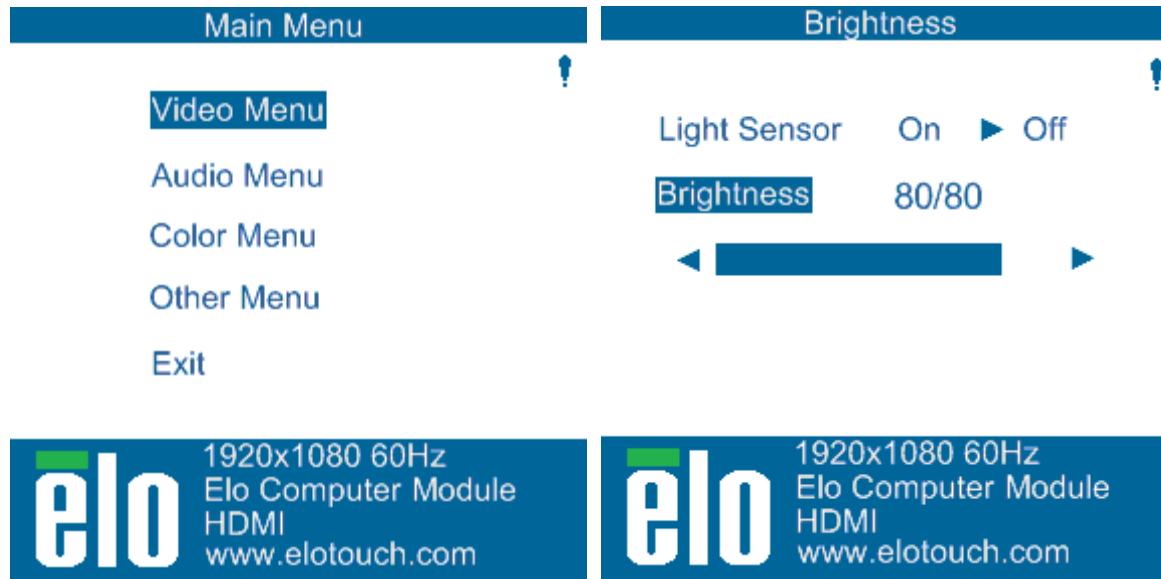 Main Menu
Video Menu
Audio Menu
Color Menu
Other Menu
Exit
elo
1920x1080 60Hz
Elo Computer Module
HDMI
www.elotouch.com
Brightness
Light Sensor On ► Off
Brightness 80/80
elo
1920x1080 60Hz
Elo Computer Module
HDMI
www.elotouch.com